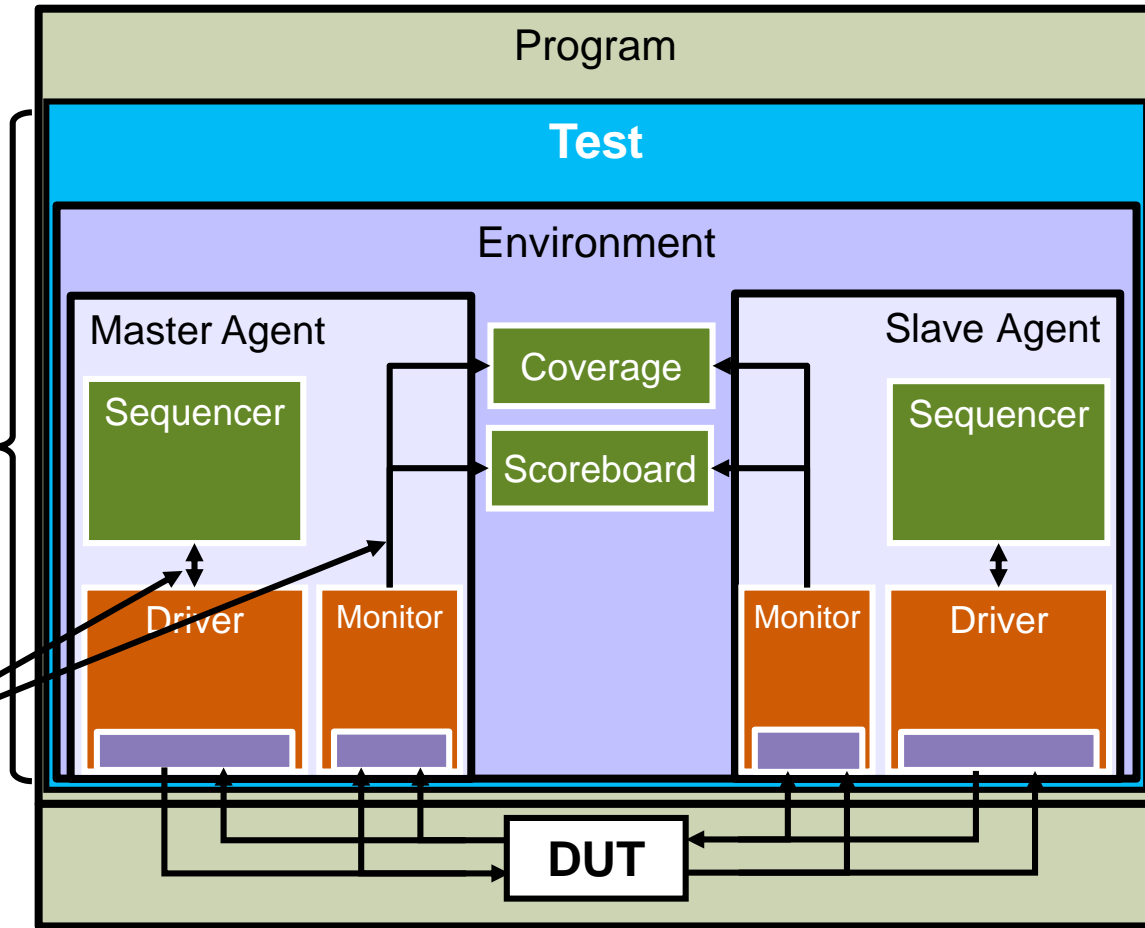 Program
Test
Environment
Master Agent
Slave Agent
Coverage
Sequencer
Sequencer
Scoreboard
Driver
Monitor
Monitor
Driver
DUT